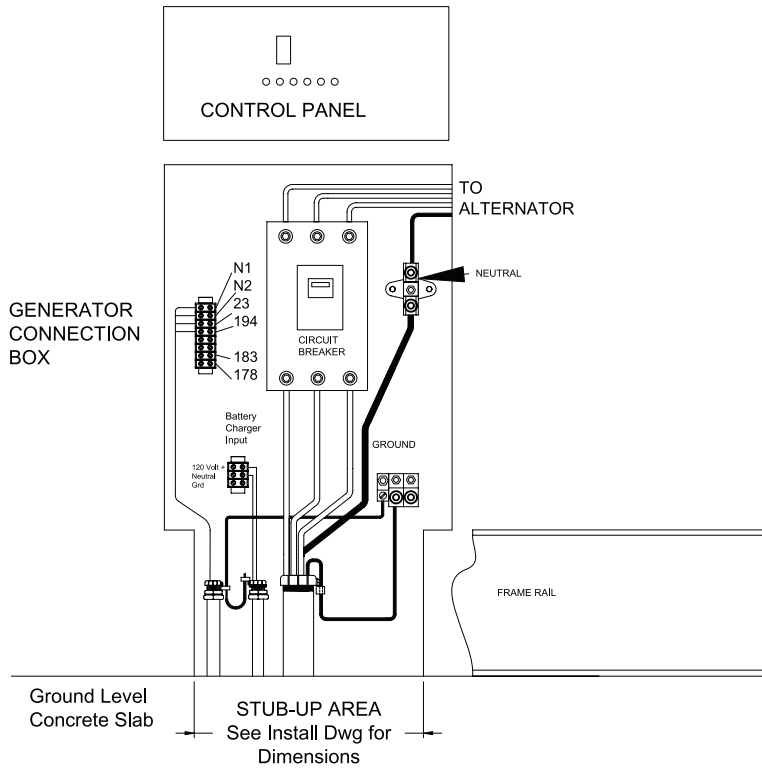 CONTROL PANEL
TO
ALTERNATOR
NEUTRAL
N1
N2
23
194
183
178
GENERATOR
CONNECTION
BOX
CIRCUIT
BREAKER
Battery
Charger
Input
GROUND
120 Volt +
Neutral
Grd
FRAME RAIL
Ground Level
Concrete Slab
STUB-UP AREA
See Install Dwg for
Dimensions